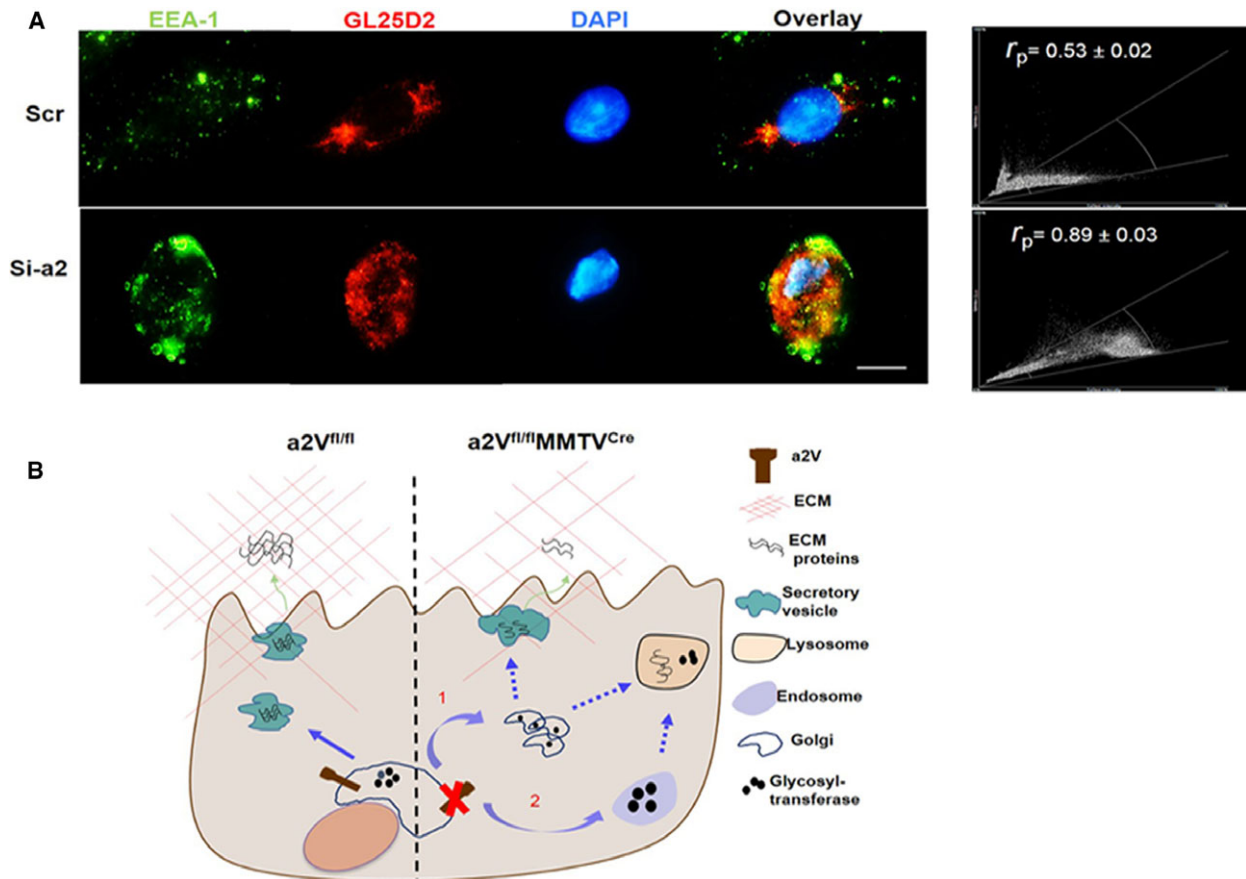 A
EEA-1 GL25D2 DAPI Overlay
Scr
rp= 0.53 ± 0.02
Si-a2
rp= 0.89 ± 0.03
B
a2Vfl/fl a2Vfl/flMMTVCre
a2V
ECM
ECM
proteins
Secretory
vesicle
Lysosome
Endosome
Golgi
Glycosyl-
transferase
1
2